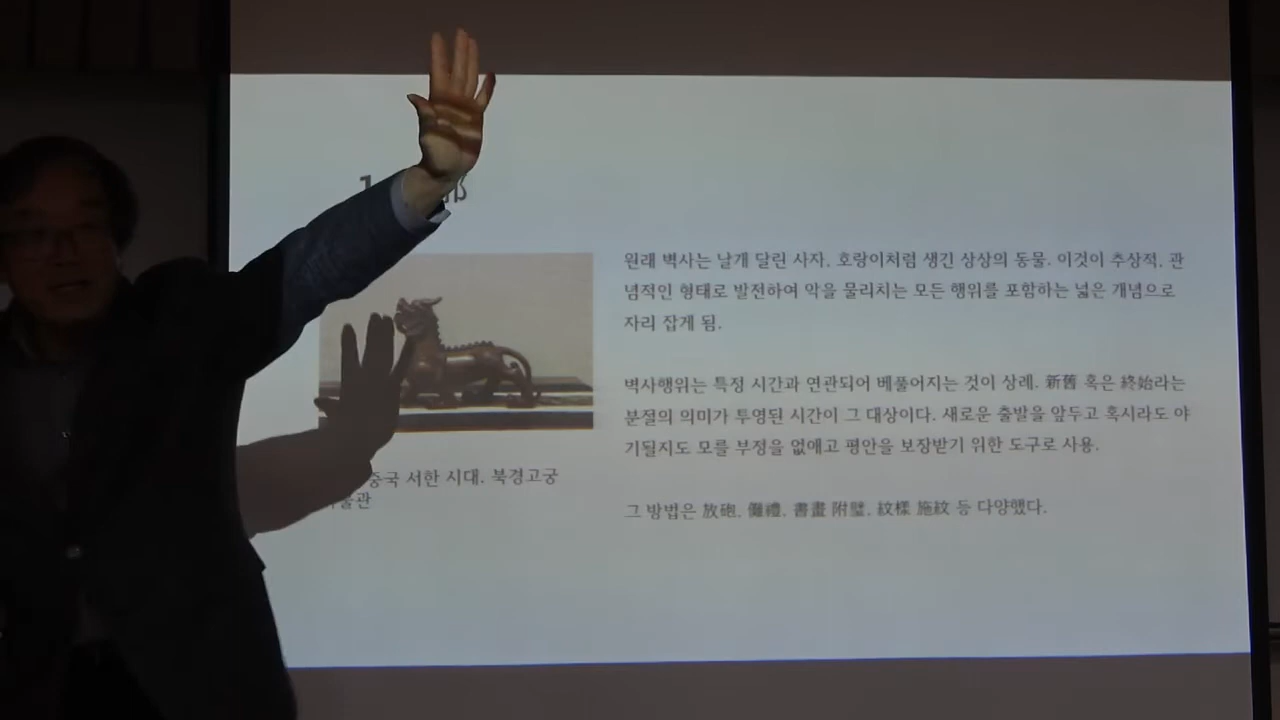 원래 벽사는 날개 달린 사자, 호랑이처럼 생긴 상상의 동물. 이것이 추상적, 관
념적인 형태로 발전하여 악을 물리치는 모든 행위를 포함하는 넓은 개념으로
자리 잡게 됨.
벽사행위는 특정 시간과 연관되어 베풀어지는 것이 상례. 新舊 혹은 終始라는
분절의 의미가 투영된 시간이 그 대상이다. 새로운 출발을 앞두고 혹시라도 야
기될지도 모를 부정을 없애고 평안을 보장받기 위한 도구로 사용.
그 방법은 放砲, 儺禮, 書畫 附壁, 紋樣 施紋 등 다양했다.
중국 서한 시대. 북경고궁